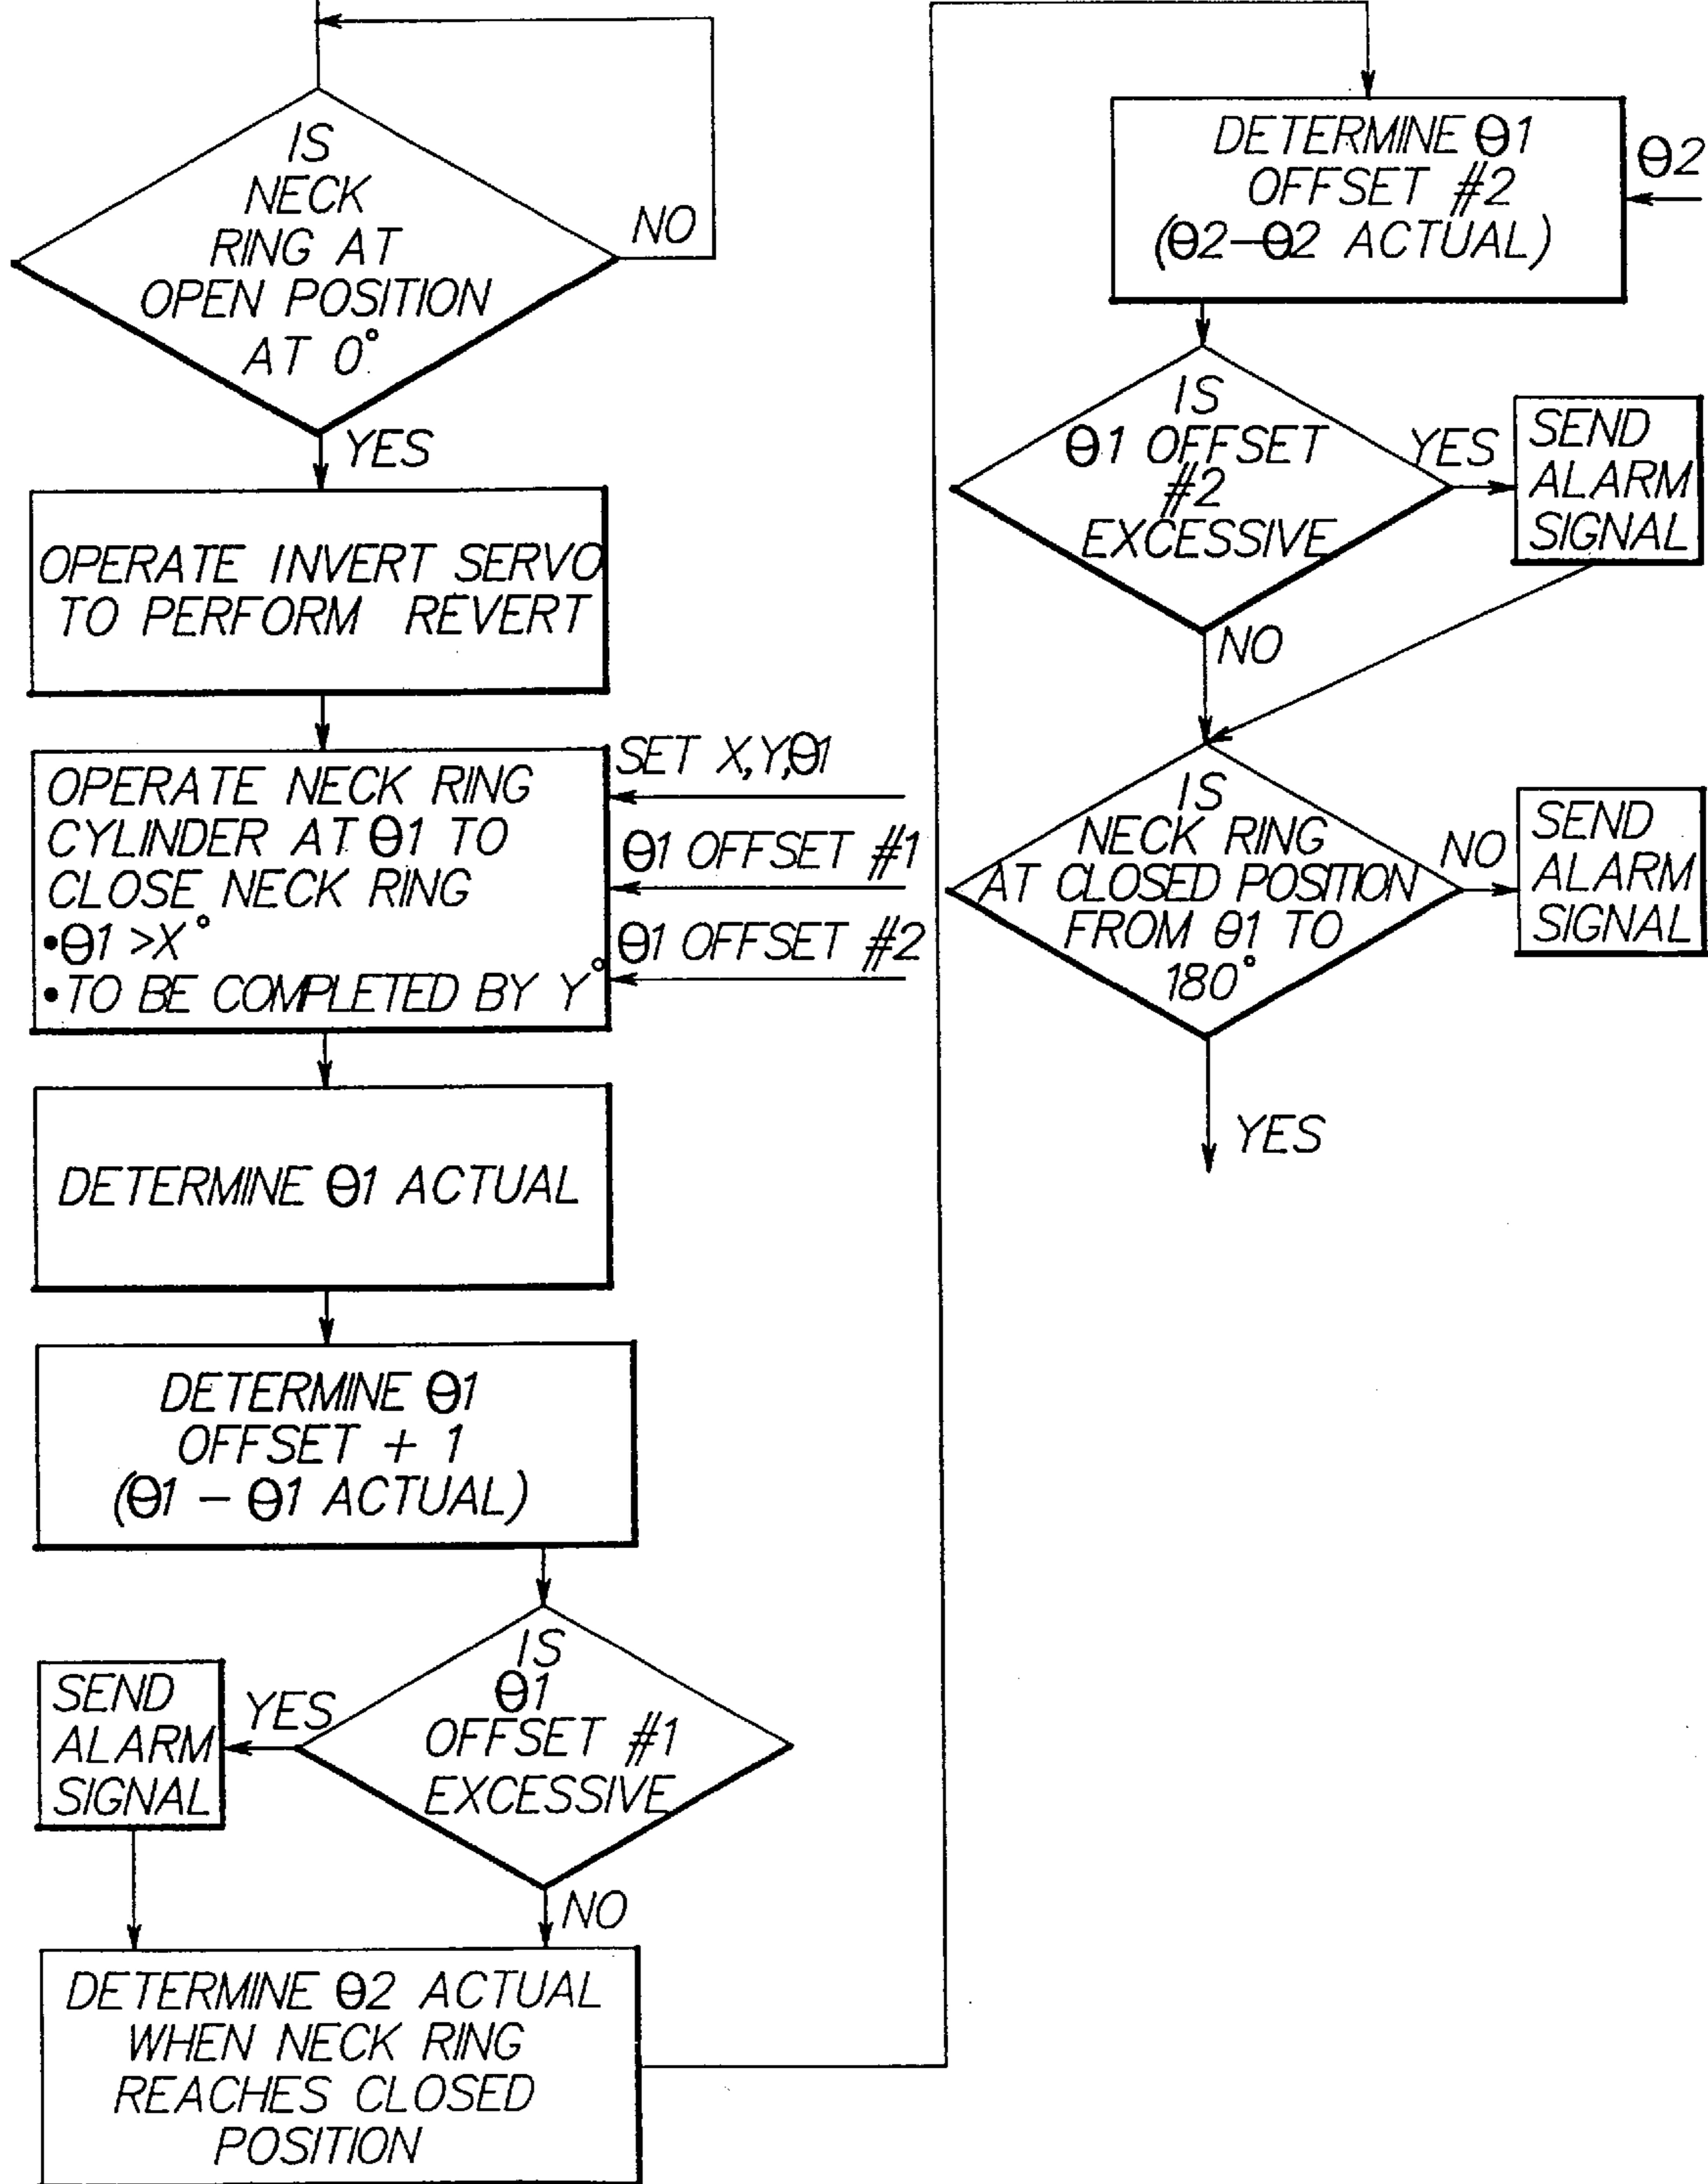 IS
NECK
RING AT
OPEN POSITION
AT 0°
NO
YES
OPERATE INVERT SERVO
TO PERFORM REVERT
OPERATE NECK RING
CYLINDER AT θ1 TO
CLOSE NECK RING
•θ1 >X°
•TO BE COMPLETED BY Y°
SET X,Y,θ1
θ1 OFFSET #1
θ1 OFFSET #2
DETERMINE θ1 ACTUAL
DETERMINE θ1
OFFSET + 1
(θ1 – θ1 ACTUAL)
IS
θ1
OFFSET #1
EXCESSIVE
YES
SEND
ALARM
SIGNAL
NO
DETERMINE θ2 ACTUAL
WHEN NECK RING
REACHES CLOSED
POSITION
DETERMINE θ1
OFFSET #2
(θ2–θ2 ACTUAL)
θ2
IS
θ1 OFFSET
#2
EXCESSIVE
YES
SEND
ALARM
SIGNAL
NO
IS
NECK RING
AT CLOSED POSITION
FROM θ1 TO
180°
NO
SEND
ALARM
SIGNAL
YES